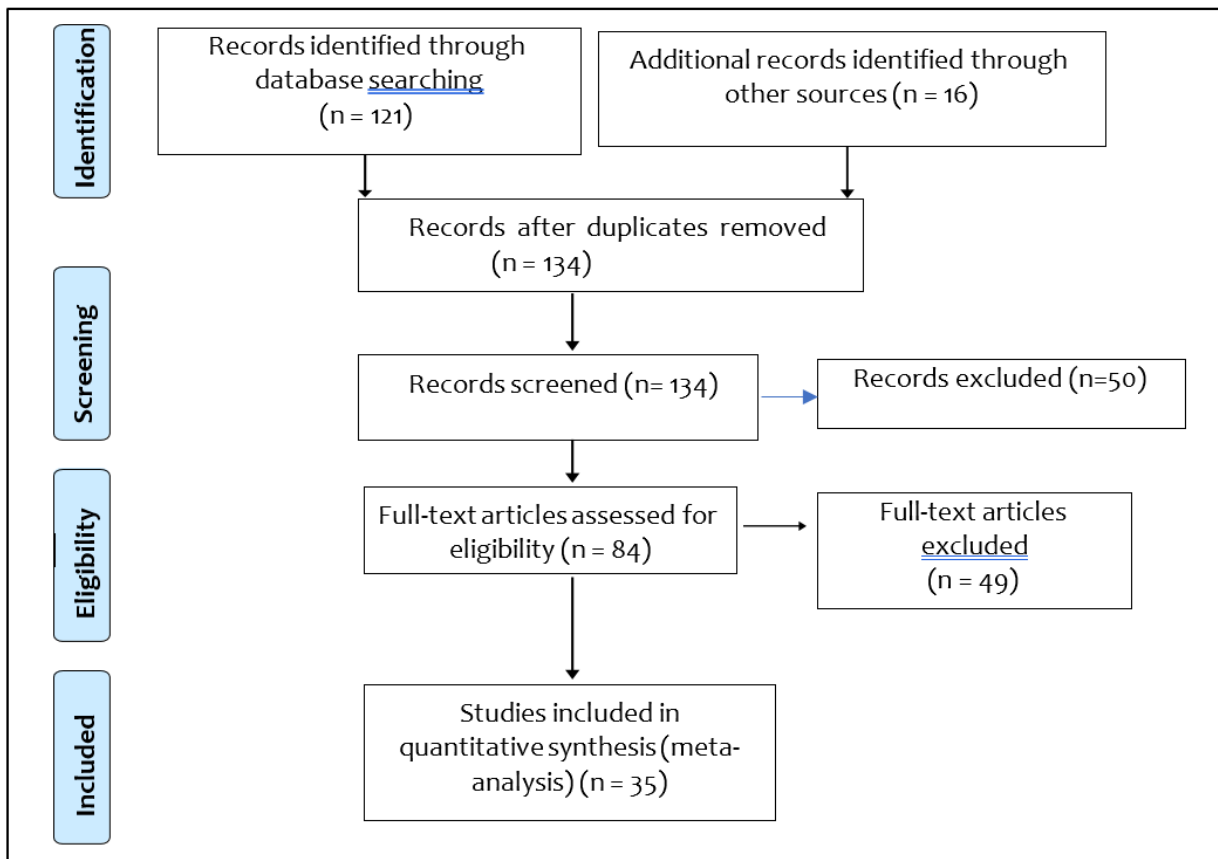 Identification
Records identified through
database searching
(n = 121)
Additional records identified through
other sources (n = 16)
Records after duplicates removed
(n = 134)
Screening
Records screened (n= 134)
Records excluded (n=50)
Eligibility
Full-text articles assessed for
eligibility (n = 84)
Full-text articles
excluded
(n = 49)
Included
Studies included in
quantitative synthesis (meta-
analysis) (n = 35)